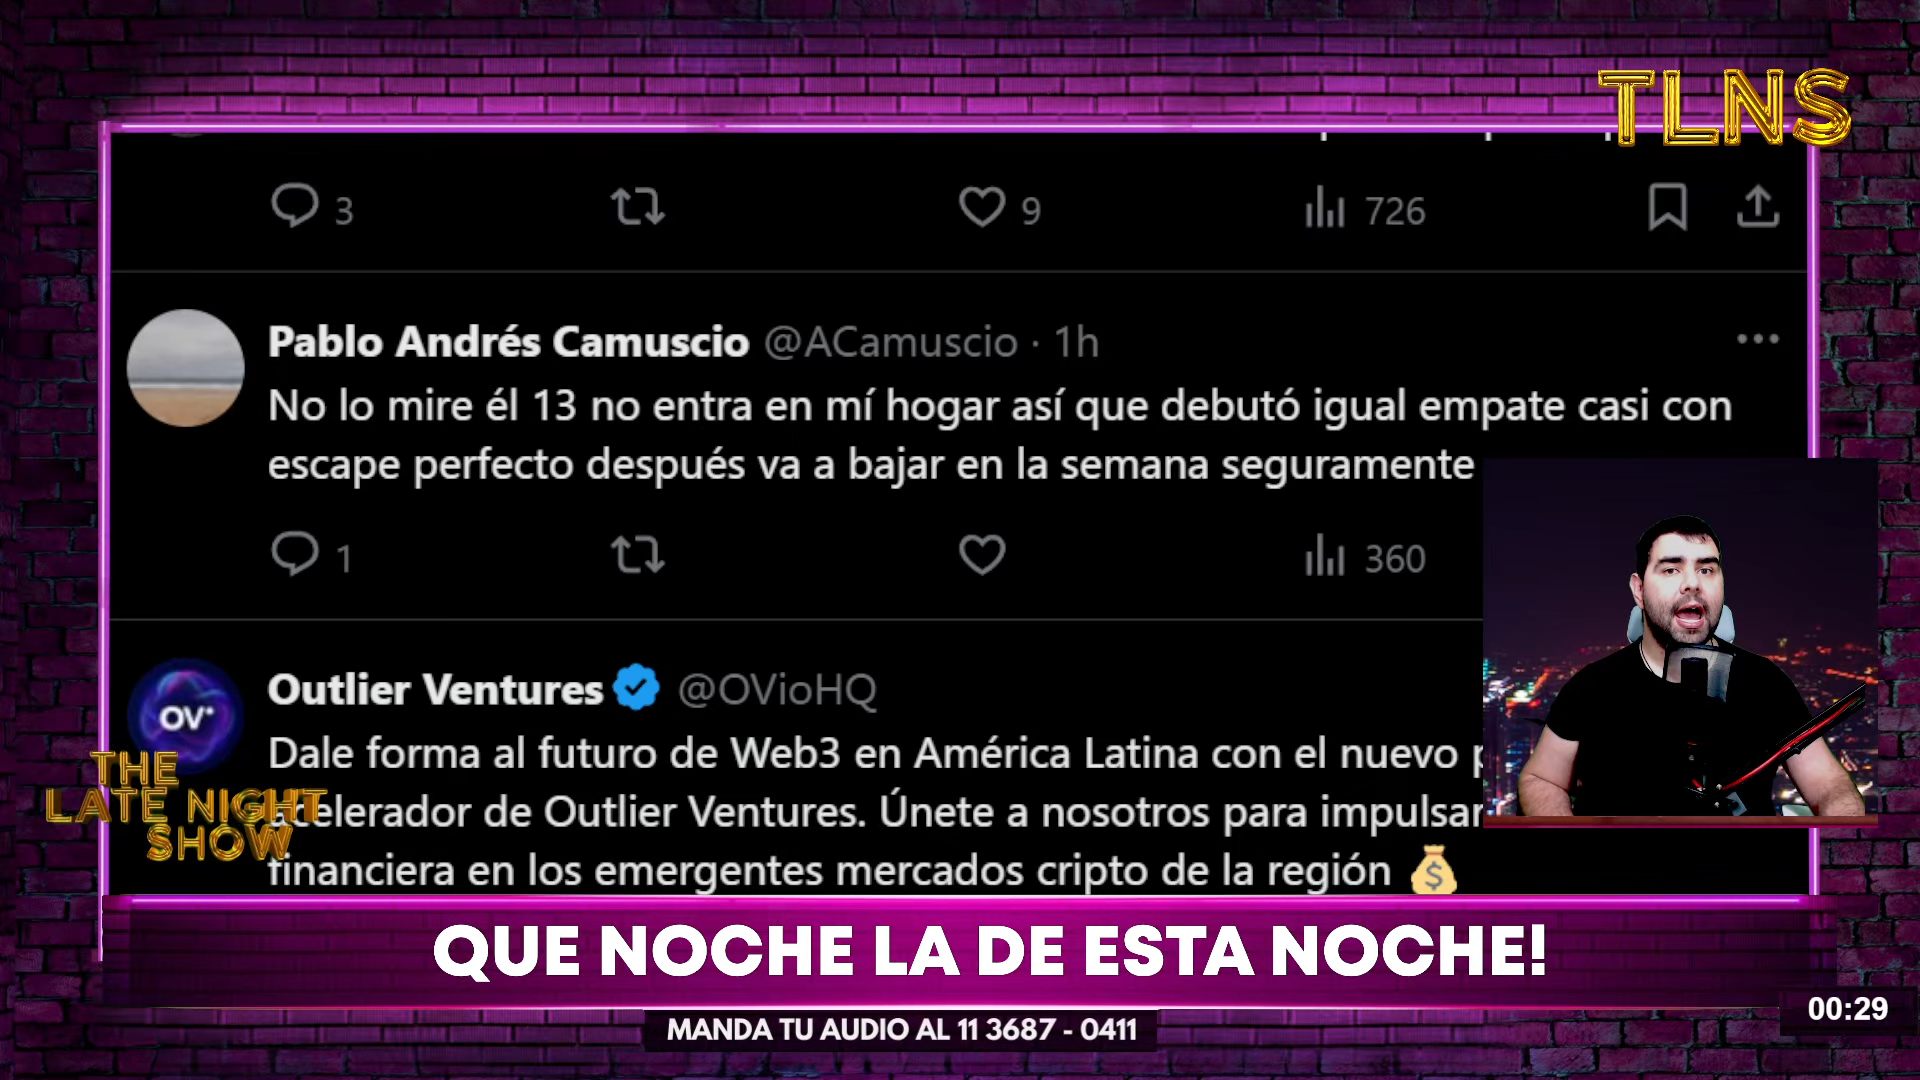 TLNS
3
9
726
Pablo Andrés Camuscio @ACamuscio · 1h
No lo mire él 13 no entra en mí hogar así que debutó igual empate casi con
escape perfecto después va a bajar en la semana seguramente
1
360
OV
Outlier Ventures @OVioHQ
Dale forma al futuro de Web3 en América Latina con el nuevo
acelerador de Outlier Ventures. Únete a nosotros para impulsar
financiera en los emergentes mercados cripto de la región
THE
LATE NIGHT
SHOW
QUE NOCHE LA DE ESTA NOCHE!
00:29
MANDA TU AUDIO AL 11 3687 - 0411